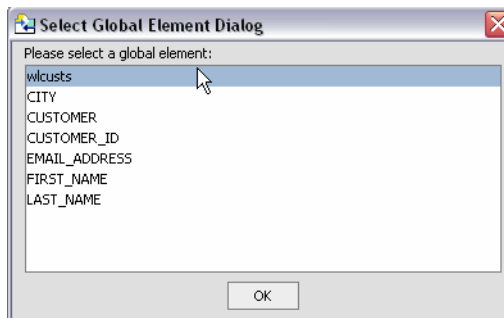 Select Global Element Dialog
Please select a global element:
wlcusts
CITY
CUSTOMER
CUSTOMER_ID
EMAIL_ADDRESS
FIRST_NAME
LAST_NAME
OK